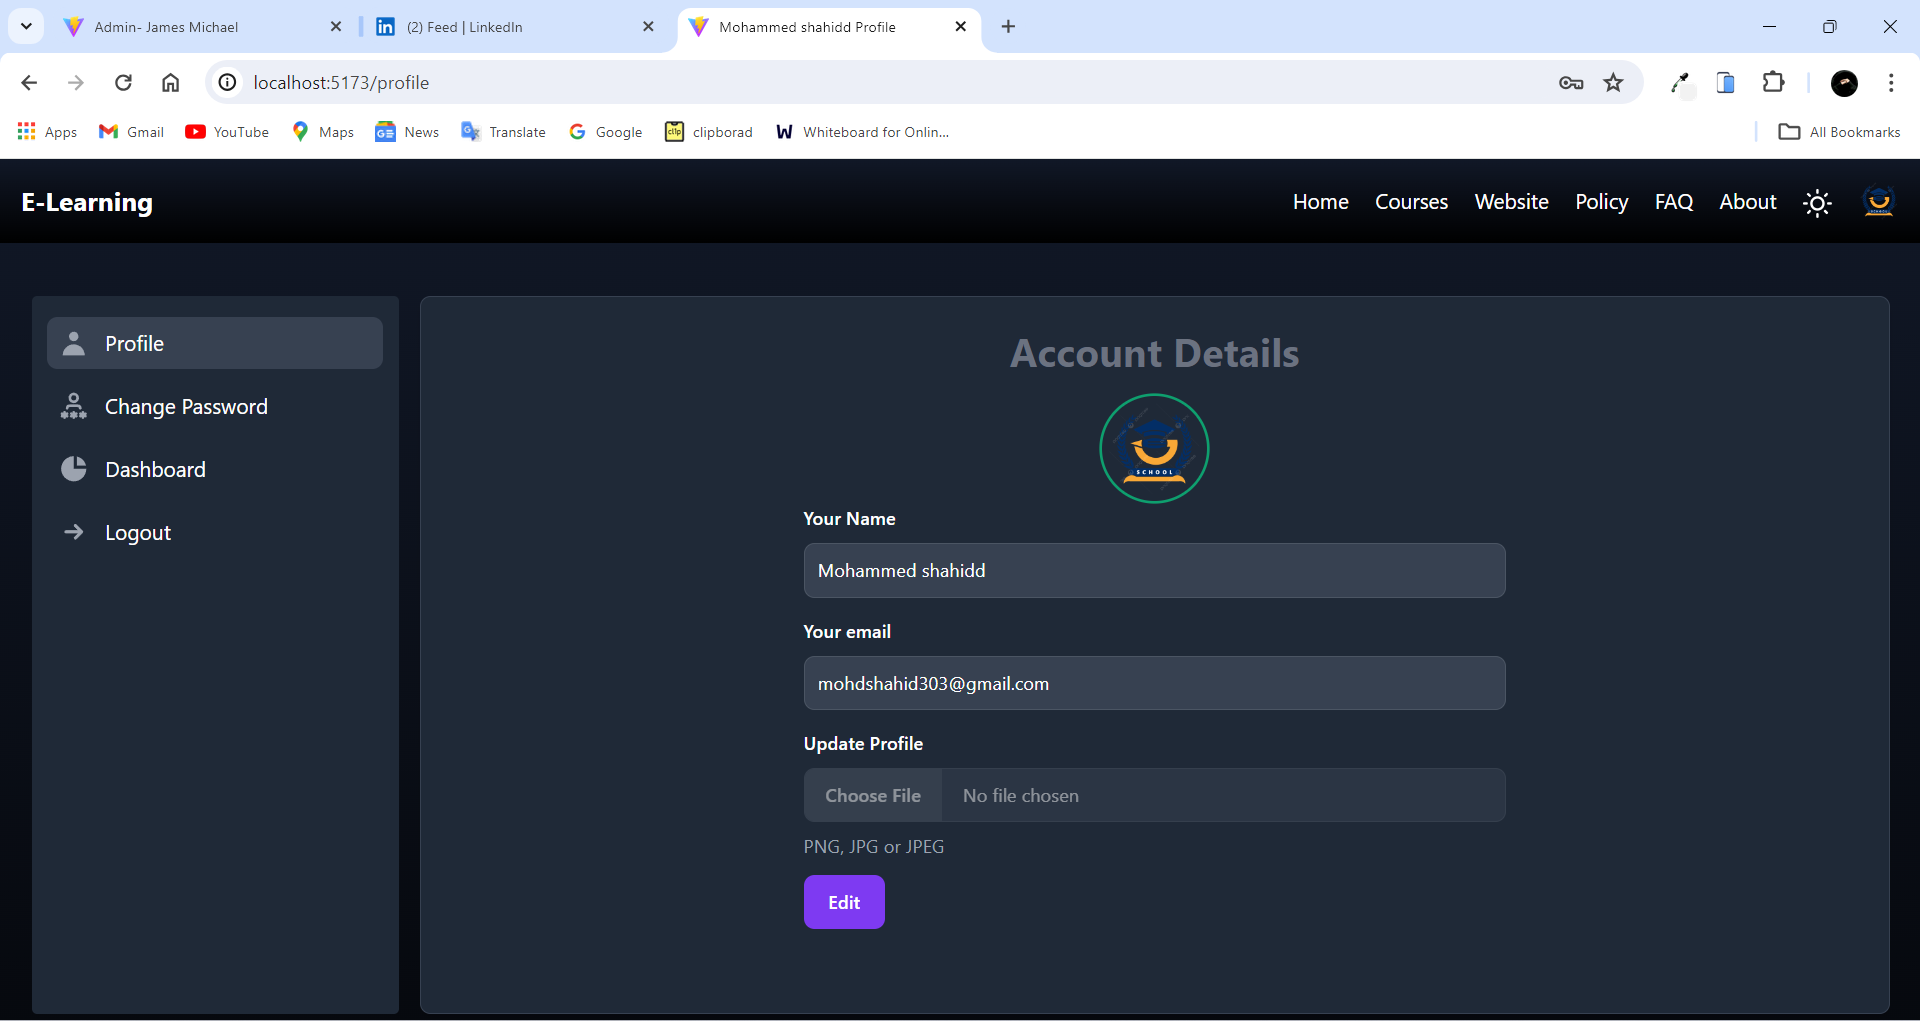 Admin- James Michael
(2) Feed | LinkedIn
Mohammed shahidd Profile
localhost:5173/profile
Apps
Gmail
YouTube
Maps
News
Translate
Google
clipborad
Whiteboard for Onlin...
All Bookmarks
E-Learning
Home
Courses
Website
Policy
FAQ
About
Profile
Change Password
Dashboard
Logout
Account Details
SCHOOL
Your Name
Mohammed shahidd
Your email
mohdshahid303@gmail.com
Update Profile
Choose File
No file chosen
PNG, JPG or JPEG
Edit